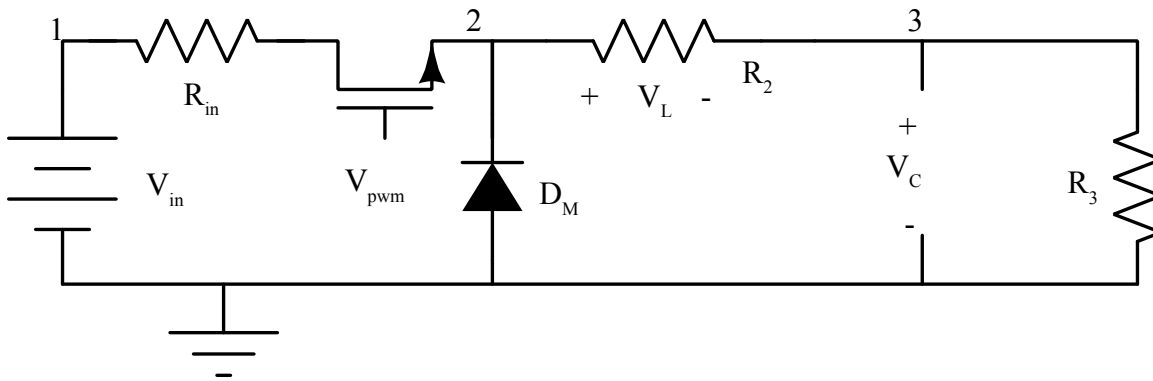 1
2
3
R_in
+ V_L -
R_2
V_in
V_pwm
D_M
+
V_C
-
R_3